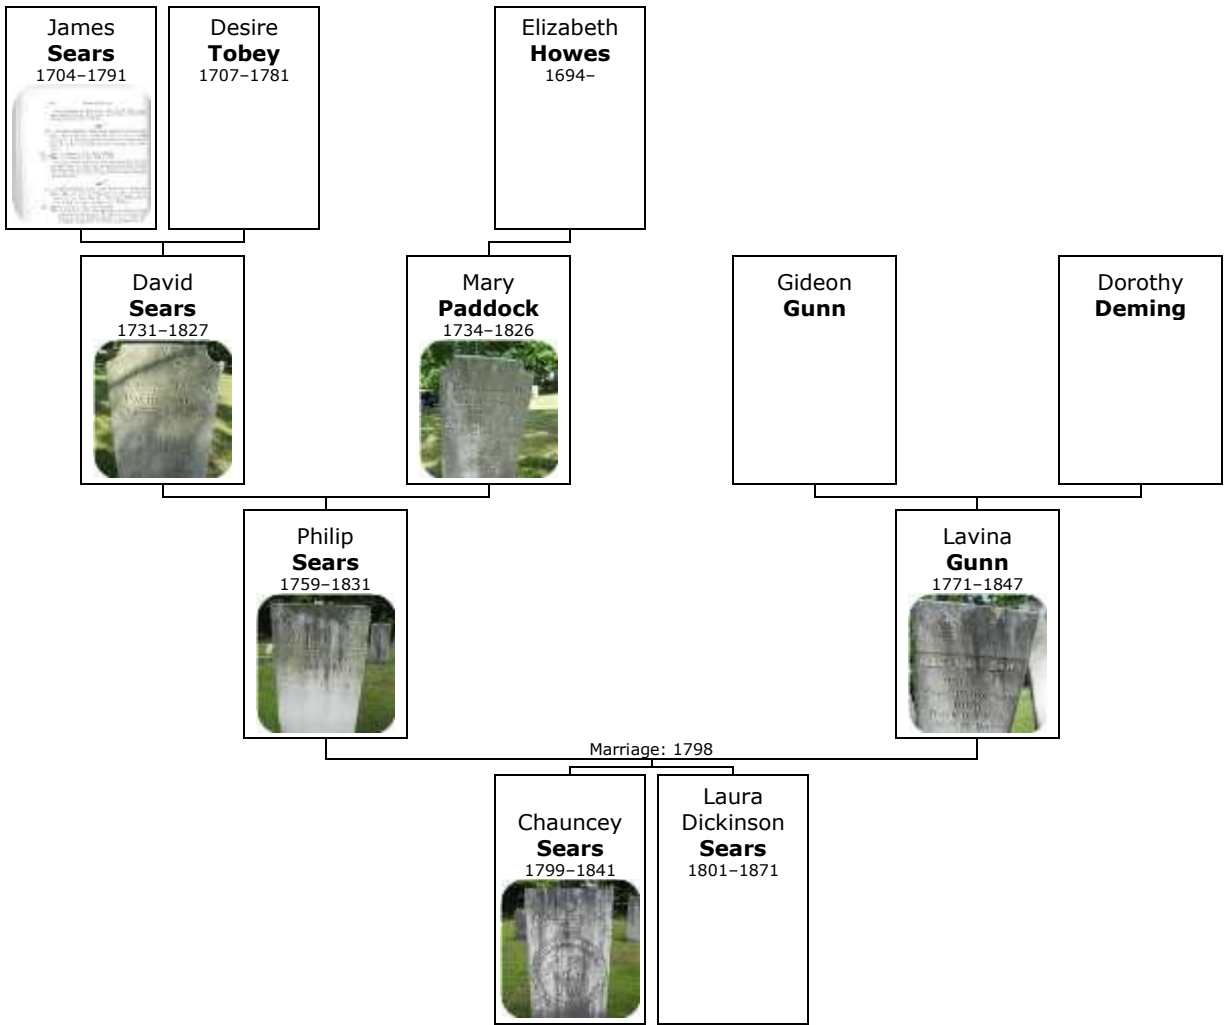 James
Sears
1704–1791
Desire
Tobey
1707–1781
Elizabeth
Howes
1694–
David
Sears
1731–1827
Mary
Paddock
1734–1826
Gideon
Gunn
Dorothy
Deming
Philip
Sears
1759–1831
Lavina
Gunn
1771–1847
Marriage: 1798
Chauncey
Sears
1799–1841
Laura
Dickinson
Sears
1801–1871